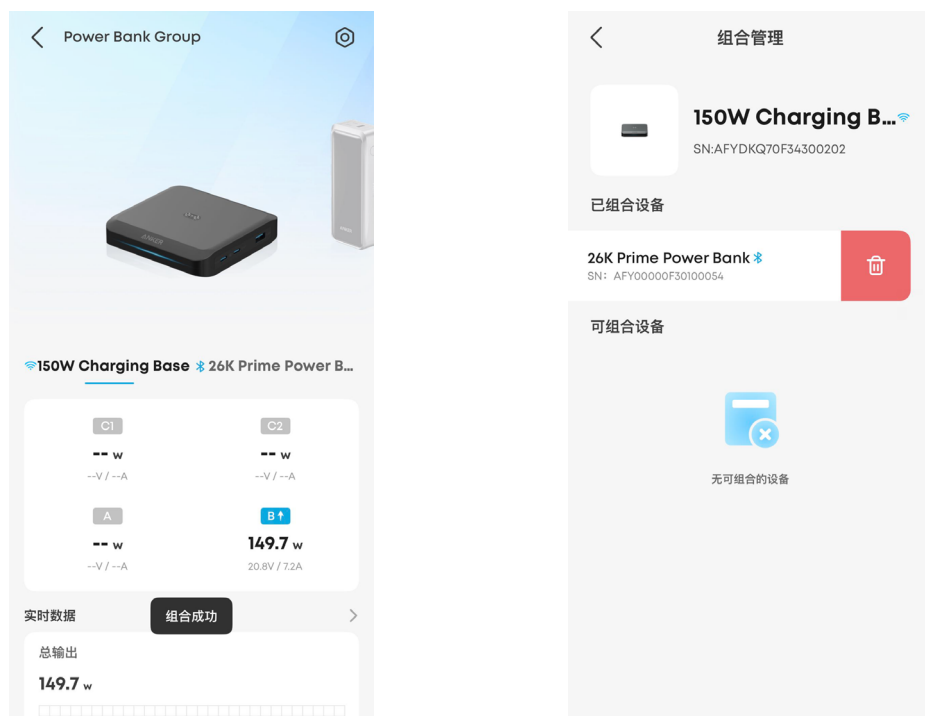 Power Bank Group
ANKER
150W Charging Base
26K Prime Power B...
C1
C2
-- w
-- w
--V / --A
--V / --A
A
B
-- w
149.7 w
--V / --A
20.8V / 7.2A
实时数据
组合成功
总输出
149.7 w
组合管理
150W Charging B...
SN:AFYDKQ70F34300202
已组合设备
26K Prime Power Bank
SN: AFY00000F30100054
可组合设备
无可组合的设备